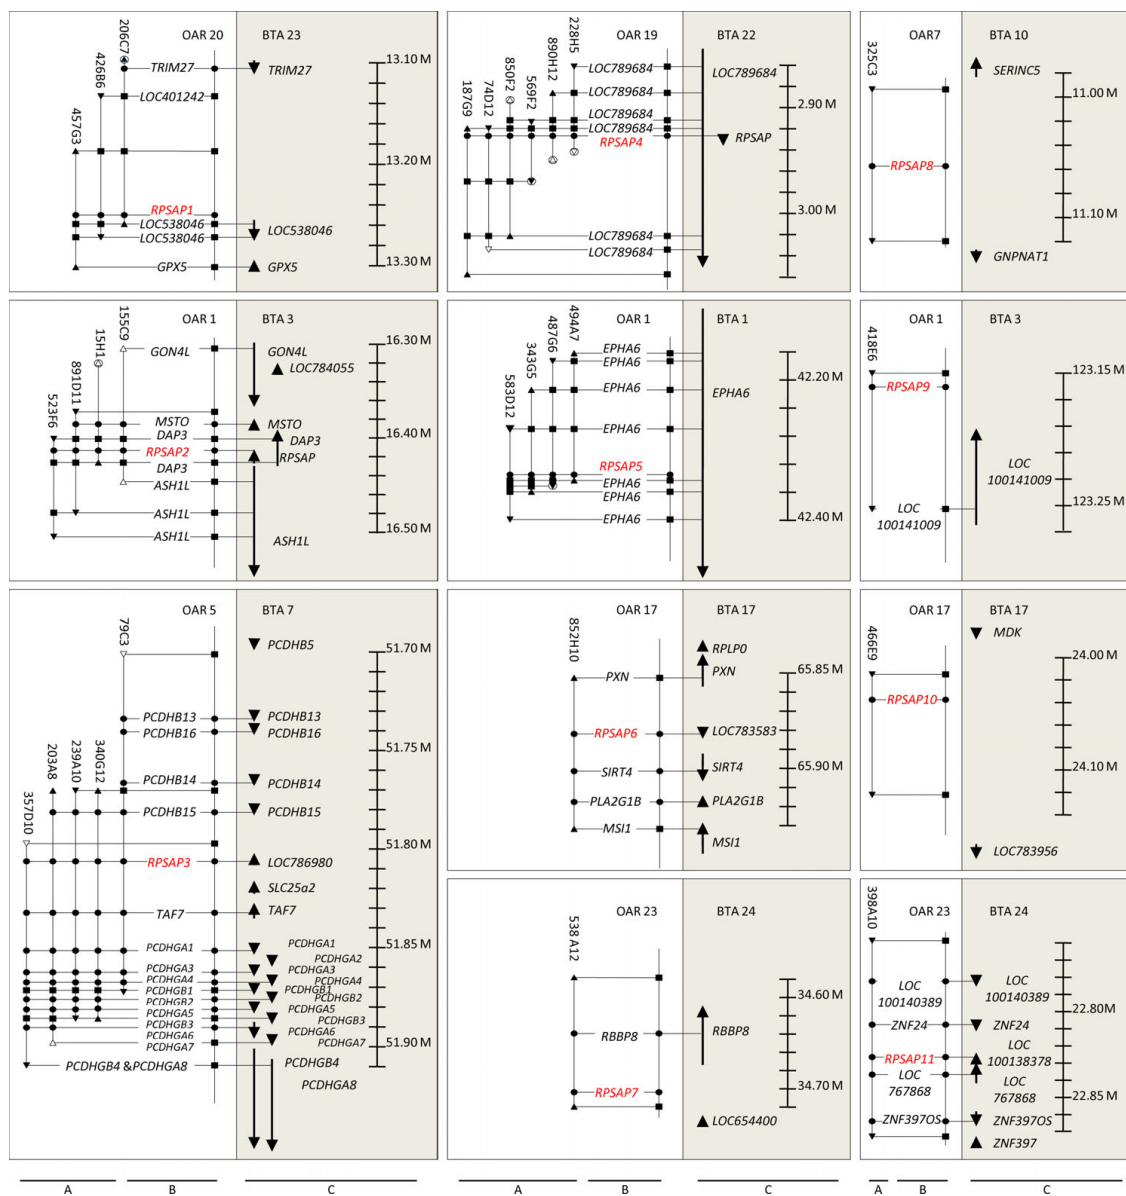 OAR 20
BTA 23
206C7
426B6
457G3
TRIM27
TRIM27
LOC401242
RPSAP1
LOC538046
LOC538046
LOC538046
GPX5
GPX5
13.10 M
13.20 M
13.30 M
OAR 19
BTA 22
228H5
890H12
569F2
850F2
74D12
187G9
LOC789684
LOC789684
LOC789684
LOC789684
LOC789684
RPSAP4
RPSAP
LOC789684
LOC789684
2.90 M
3.00 M
OAR7
BTA 10
325C3
SERINC5
RPSAP8
GNPNAT1
11.00 M
11.10 M
OAR 1
BTA 3
155C9
15H1
891D11
523F6
GON4L
GON4L
LOC784055
MSTO
MSTO
DAP3
DAP3
RPSAP2
RPSAP
DAP3
ASH1L
ASH1L
ASH1L
ASH1L
16.30 M
16.40 M
16.50 M
OAR 1
BTA 1
494A7
487G6
343G5
583D12
EPHA6
EPHA6
EPHA6
EPHA6
EPHA6
RPSAP5
EPHA6
EPHA6
EPHA6
42.20 M
42.40 M
OAR 1
BTA 3
418E6
RPSAP9
LOC
100141009
LOC
100141009
123.15 M
123.25 M
OAR 5
BTA 7
79C3
340G12
239A10
203A8
357D10
PCDHB5
PCDHB13
PCDHB13
PCDHB16
PCDHB16
PCDHB14
PCDHB14
PCDHB15
PCDHB15
RPSAP3
LOC786980
SLC25a2
TAF7
TAF7
PCDHGA1
PCDHGA3
PCDHGA4
PCDHGB1
PCDHGB2
PCDHGA5
PCDHGB3
PCDHGA6
PCDHGA7
PCDHGB4 &PCDHGA8
PCDHGA1
PCDHGA2
PCDHGA3
PCDHGA4
PCDHGB1
PCDHGB2
PCDHGA5
PCDHGB3
PCDHGA6
PCDHGA7
PCDHGB4
PCDHGA8
51.70 M
51.75 M
51.80 M
51.85 M
51.90 M
OAR 17
BTA 17
852H10
RPLP0
PXN
PXN
RPSAP6
LOC783583
SIRT4
SIRT4
PLA2G1B
PLA2G1B
MSI1
MSI1
65.85 M
65.90 M
OAR 17
BTA 17
466E9
MDK
RPSAP10
LOC783956
24.00 M
24.10 M
OAR 23
BTA 24
538 A12
RBBP8
RBBP8
RPSAP7
LOC654400
34.60 M
34.70 M
OAR 23
BTA 24
398A10
LOC
100140389
LOC
100140389
ZNF24
ZNF24
RPSAP11
LOC
100138378
LOC
767868
LOC
767868
ZNF397OS
ZNF397OS
ZNF397
22.80 M
22.85 M
A
B
C
A
B
C
A
B
C